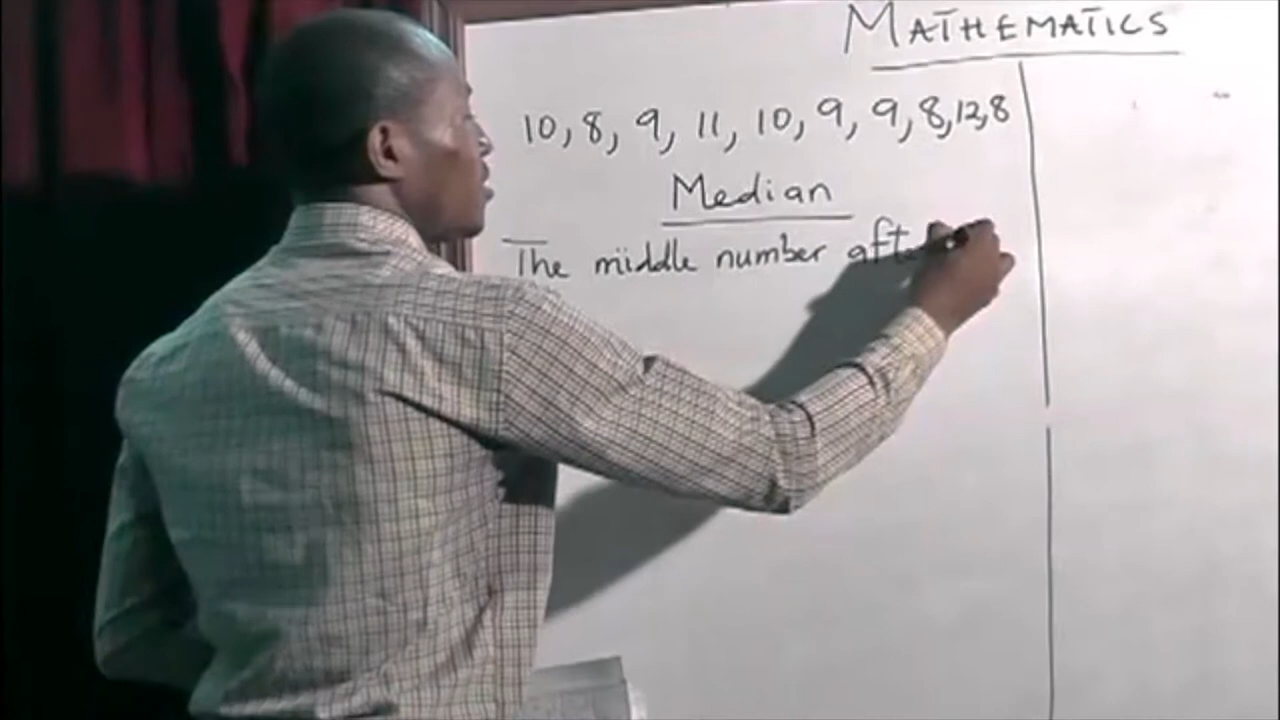 MATHEMATICS
10, 8, 9, 11, 10, 9, 9, 8, 12, 8
Median
The middle number